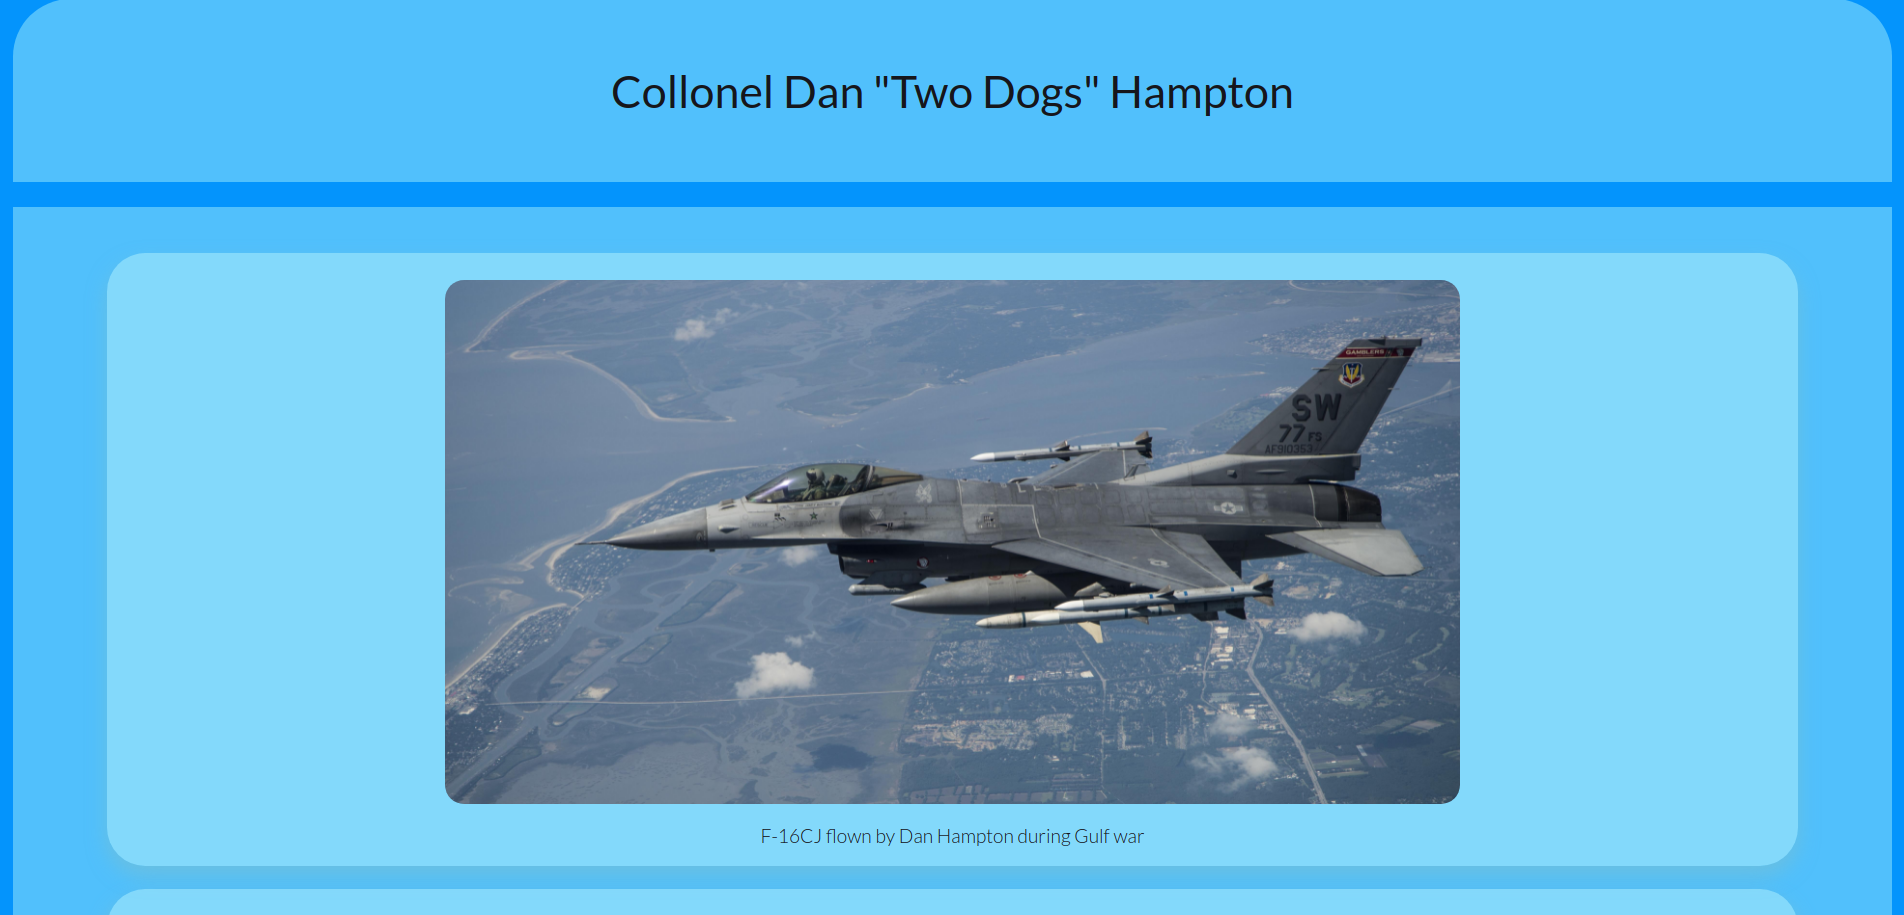 Collonel Dan "Two Dogs" Hampton
GAMBLERS
SW
77 FS
AF910353
F-16CJ flown by Dan Hampton during Gulf war